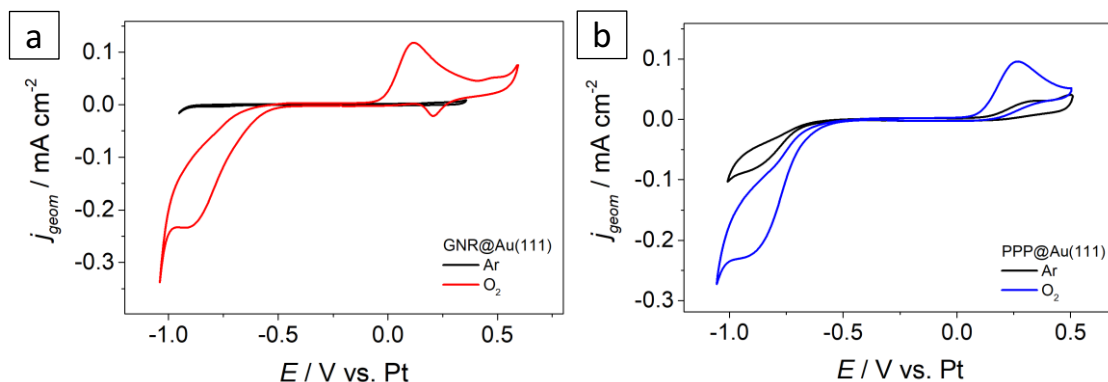 a
0.1
0.0
-0.1
-0.2
-0.3
j_geom / mA cm⁻²
GNR@Au(111)
Ar
O₂
-1.0 -0.5 0.0 0.5
E / V vs. Pt
b
0.1
0.0
-0.1
-0.2
-0.3
j_geom / mA cm⁻²
PPP@Au(111)
Ar
O₂
-1.0 -0.5 0.0 0.5
E / V vs. Pt